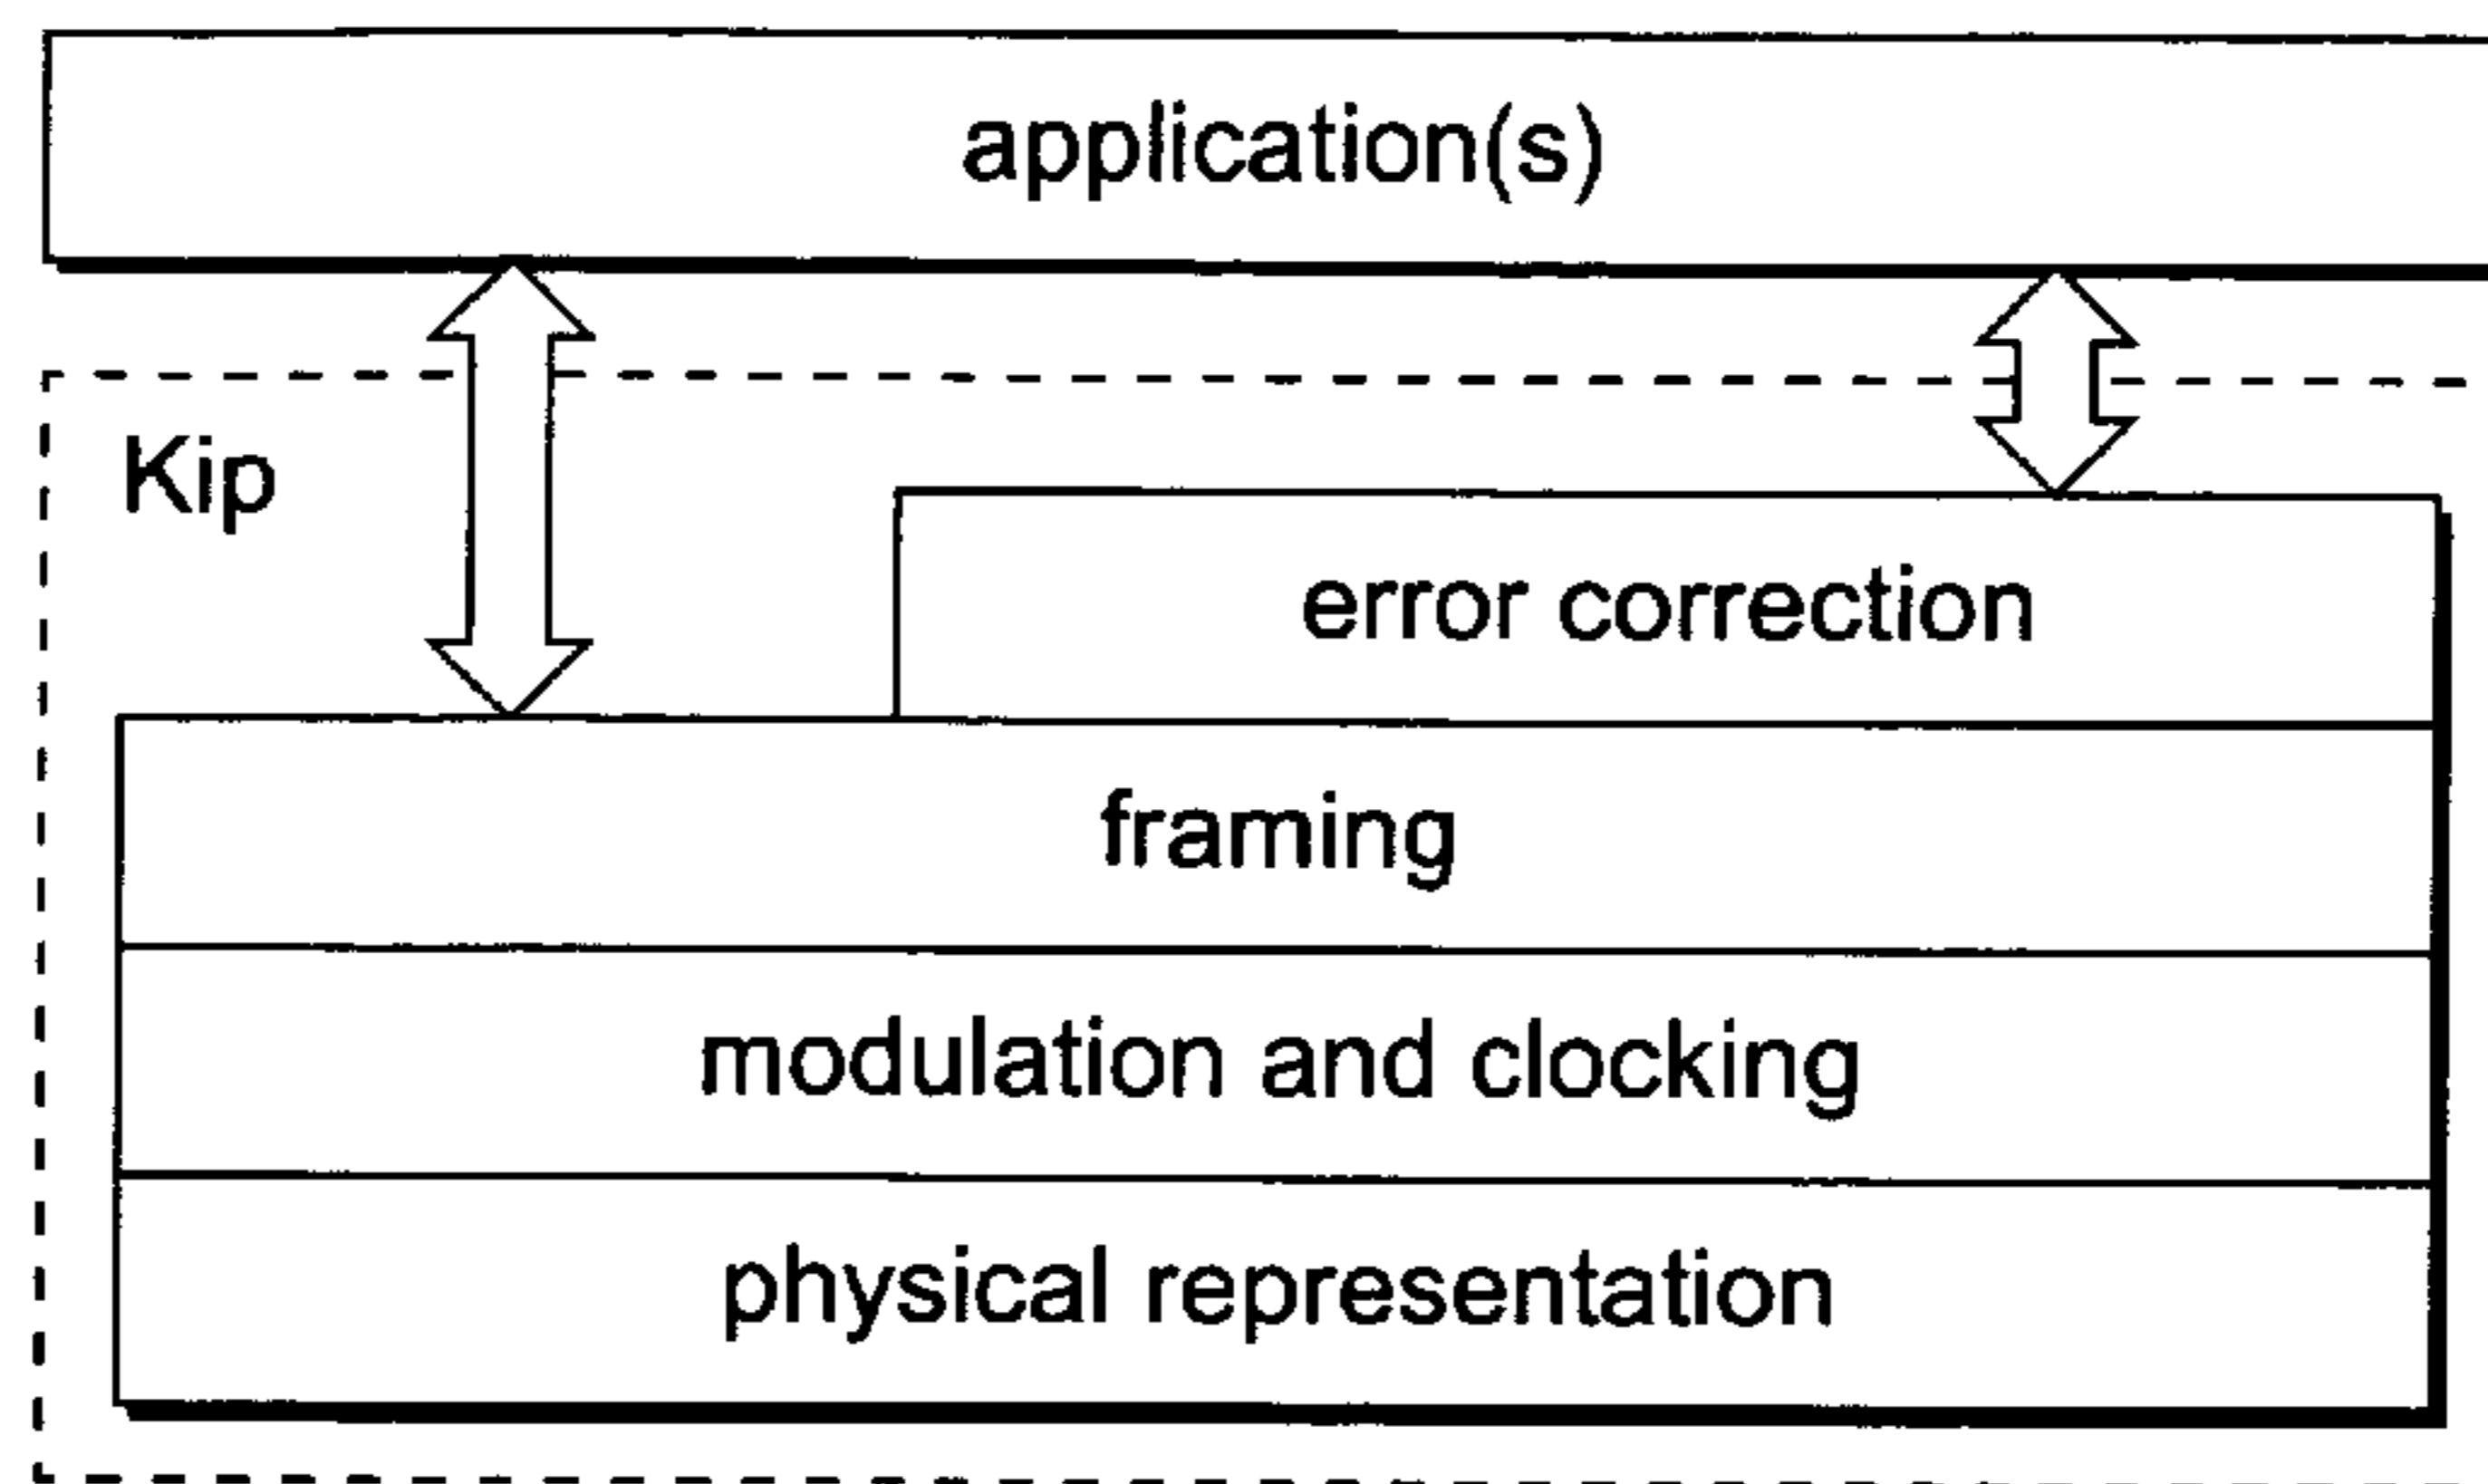 application(s)
Kip
error correction
framing
modulation and clocking
physical representation